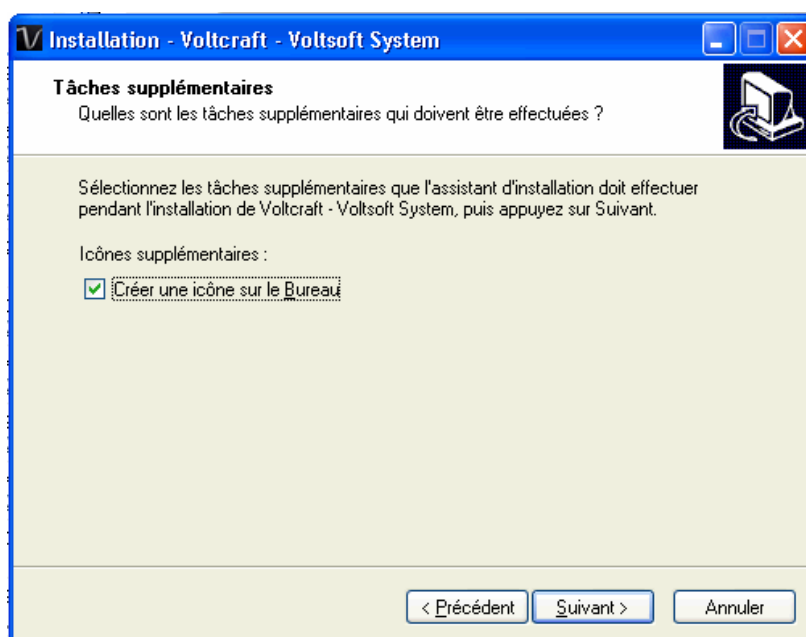 Installation - Voltcraft - Voltsoft System
Tâches supplémentaires
Quelles sont les tâches supplémentaires qui doivent être effectuées ?
Sélectionnez les tâches supplémentaires que l'assistant d'installation doit effectuer
pendant l'installation de Voltcraft - Voltsoft System, puis appuyez sur Suivant.
Icônes supplémentaires :
Créer une icône sur le Bureau
< Précédent
Suivant >
Annuler